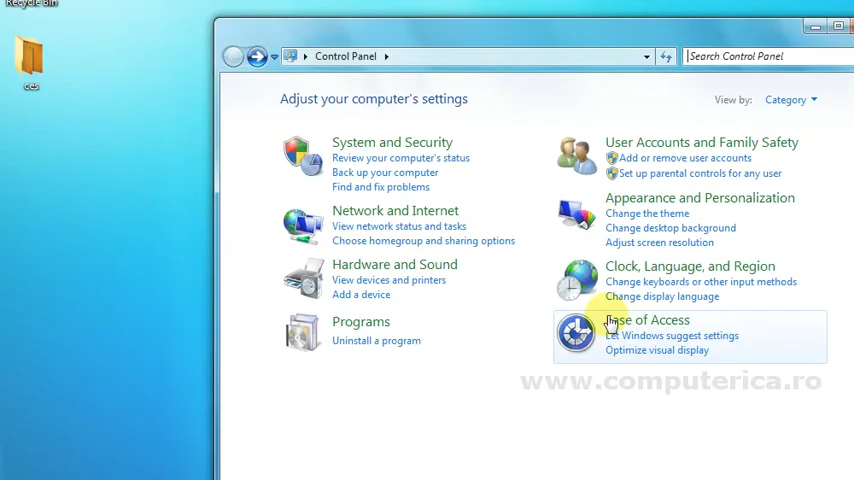 Recycle Bin
ces
Control Panel
Search Control Panel
Adjust your computer's settings
View by: Category
System and Security
Review your computer's status
Back up your computer
Find and fix problems
Network and Internet
View network status and tasks
Choose homegroup and sharing options
Hardware and Sound
View devices and printers
Add a device
Programs
Uninstall a program
User Accounts and Family Safety
Add or remove user accounts
Set up parental controls for any user
Appearance and Personalization
Change the theme
Change desktop background
Adjust screen resolution
Clock, Language, and Region
Change keyboards or other input methods
Change display language
Ease of Access
Let Windows suggest settings
Optimize visual display
www.computerica.ro